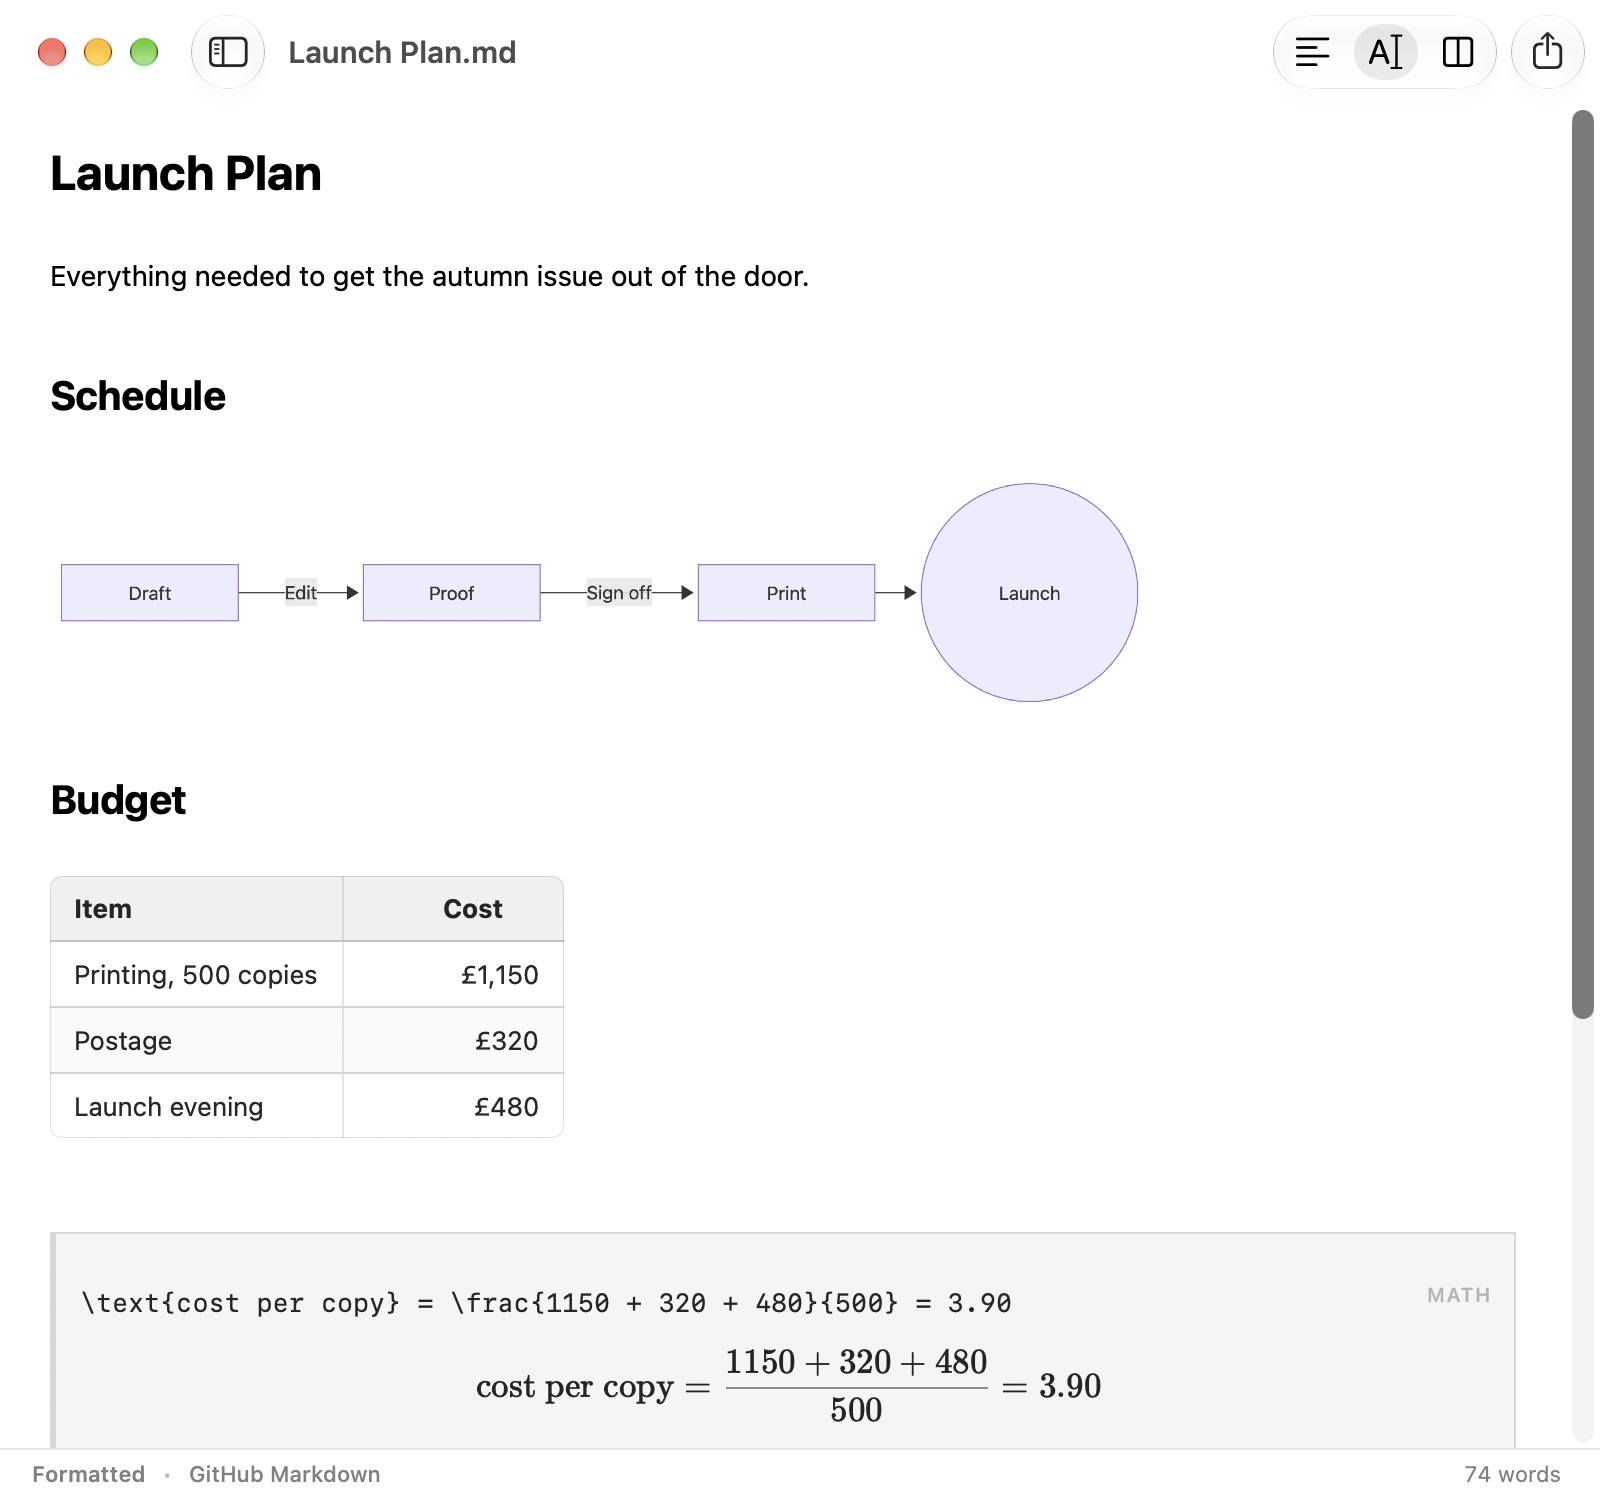 Launch Plan.md
Launch Plan
Everything needed to get the autumn issue out of the door.
Schedule
Draft Edit Proof Sign off Print Launch
Budget
Item Cost
Printing, 500 copies £1,150
Postage £320
Launch evening £480
\text{cost per copy} = \frac{1150 + 320 + 480}{500} = 3.90
MATH
cost per copy = 1150 + 320 + 480 / 500 = 3.90
Formatted • GitHub Markdown 74 words